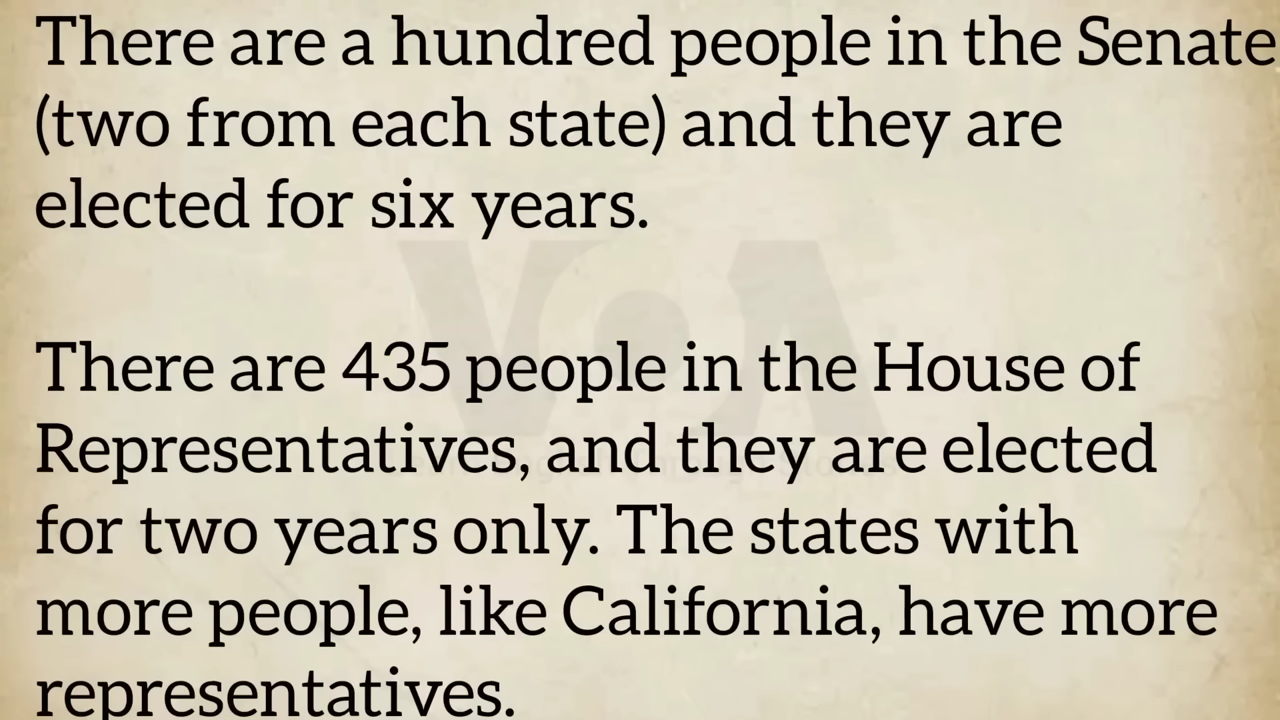 There are a hundred people in the Senate
(two from each state) and they are
elected for six years.
There are 435 people in the House of
Representatives, and they are elected
for two years only. The states with
more people, like California, have more
representatives.
VOA